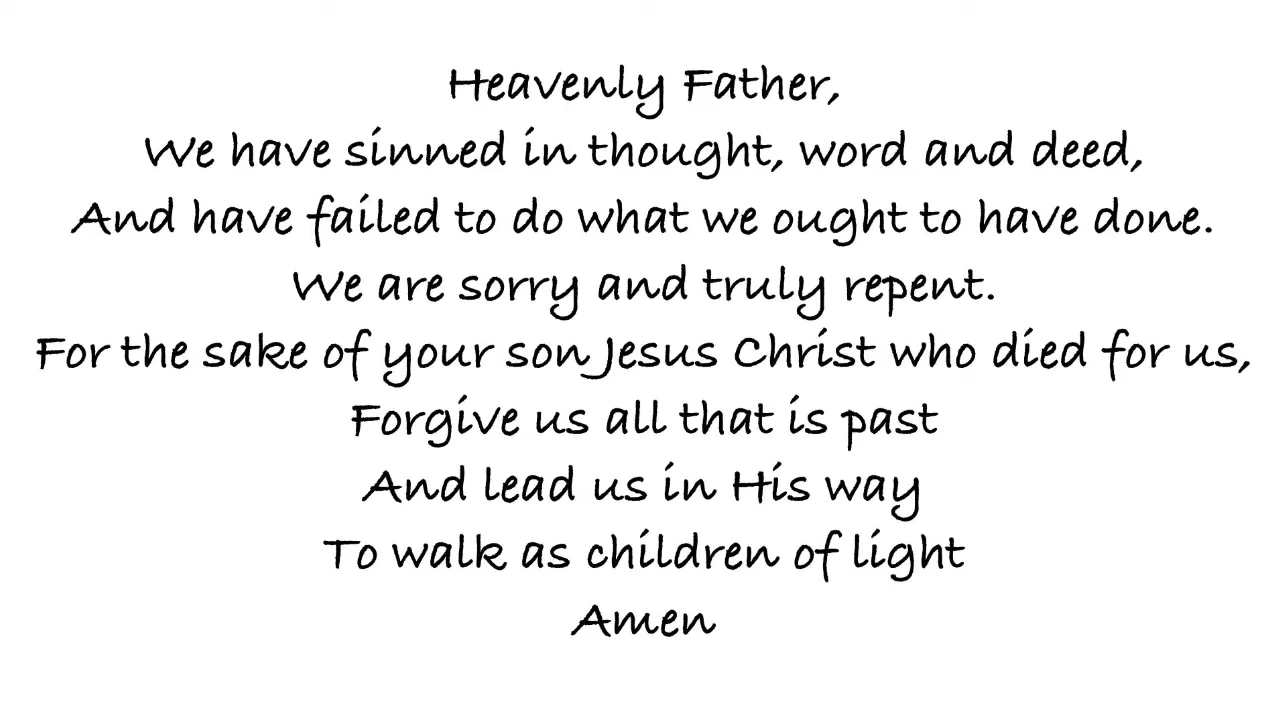 Heavenly Father,
We have sinned in thought, word and deed,
And have failed to do what we ought to have done.
We are sorry and truly repent.
For the sake of your son Jesus Christ who died for us,
Forgive us all that is past
And lead us in His way
To walk as children of light
Amen